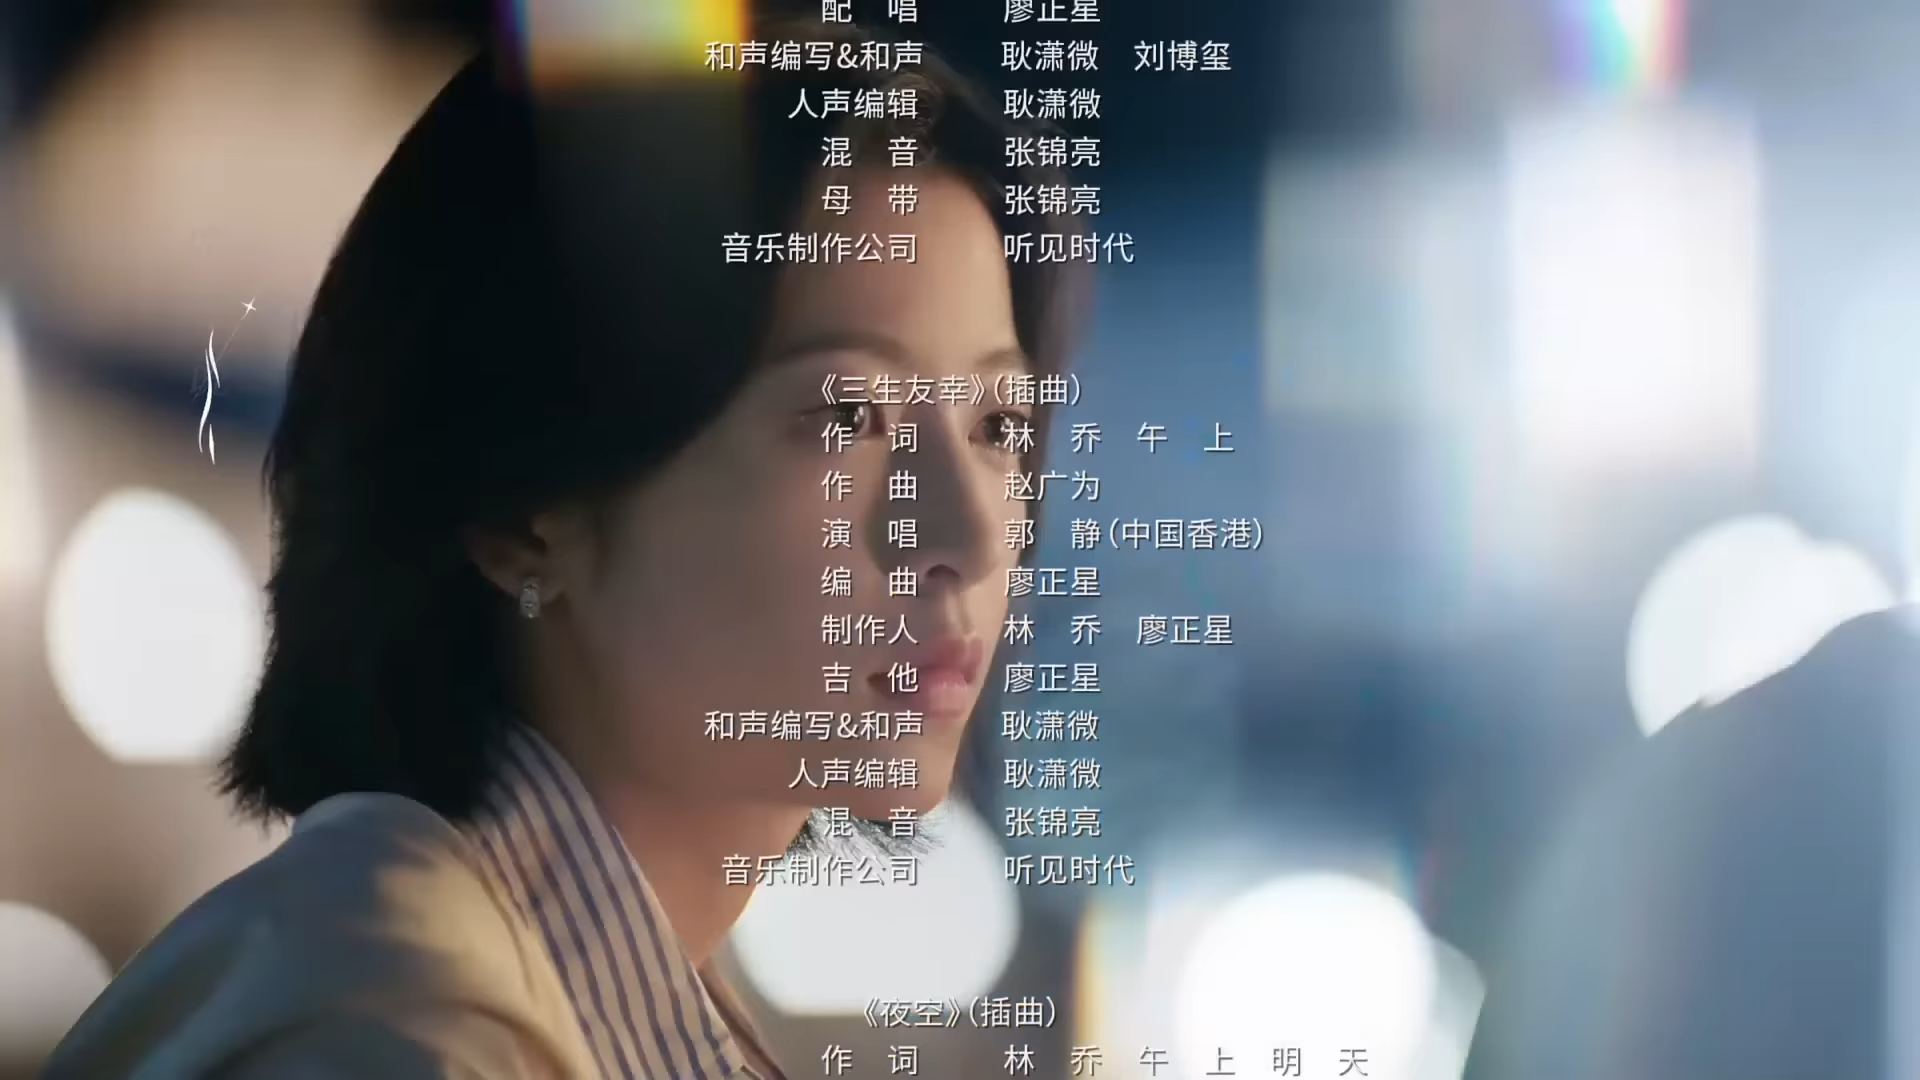 配 唱 廖正星
和声编写&和声 耿潇微 刘博玺
人声编辑 耿潇微
混 音 张锦亮
母 带 张锦亮
音乐制作公司 听见时代
《三生友幸》(插曲)
作 词 林 乔 午 上
作 曲 赵广为
演 唱 郭 静(中国香港)
编 曲 廖正星
制作人 林 乔 廖正星
吉 他 廖正星
和声编写&和声 耿潇微
人声编辑 耿潇微
混 音 张锦亮
音乐制作公司 听见时代
《夜空》(插曲)
作 词 林 乔 午 上 明 天